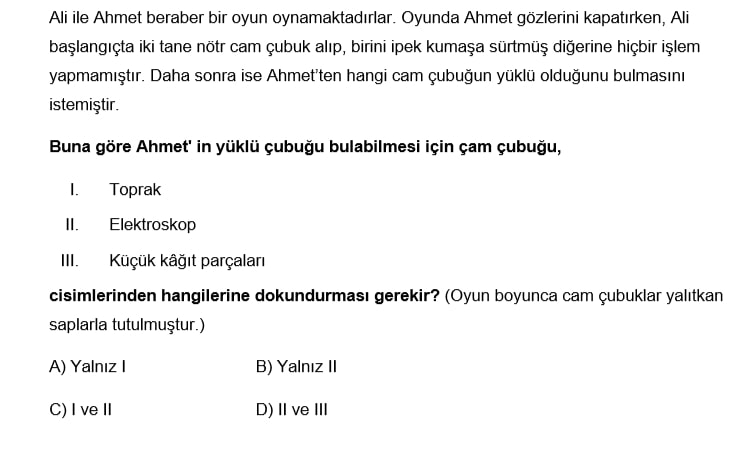 Ali ile Ahmet beraber bir oyun oynamaktadırlar. Oyunda Ahmet gözlerini kapatırken, Ali
başlangıçta iki tane nötr cam çubuk alıp, birini ipek kumaşa sürtmüş diğerine hiçbir işlem
yapmamıştır. Daha sonra ise Ahmet'ten hangi cam çubuğun yüklü olduğunu bulmasını
istemiştir.
Buna göre Ahmet' in yüklü çubuğu bulabilmesi için çam çubuğu,
I. Toprak
II. Elektroskop
III. Küçük kâğıt parçaları
cisimlerinden hangilerine dokundurması gerekir? (Oyun boyunca cam çubuklar yalıtkan
saplarla tutulmuştur.)
A) Yalnız I B) Yalnız II
C) I ve II D) II ve III